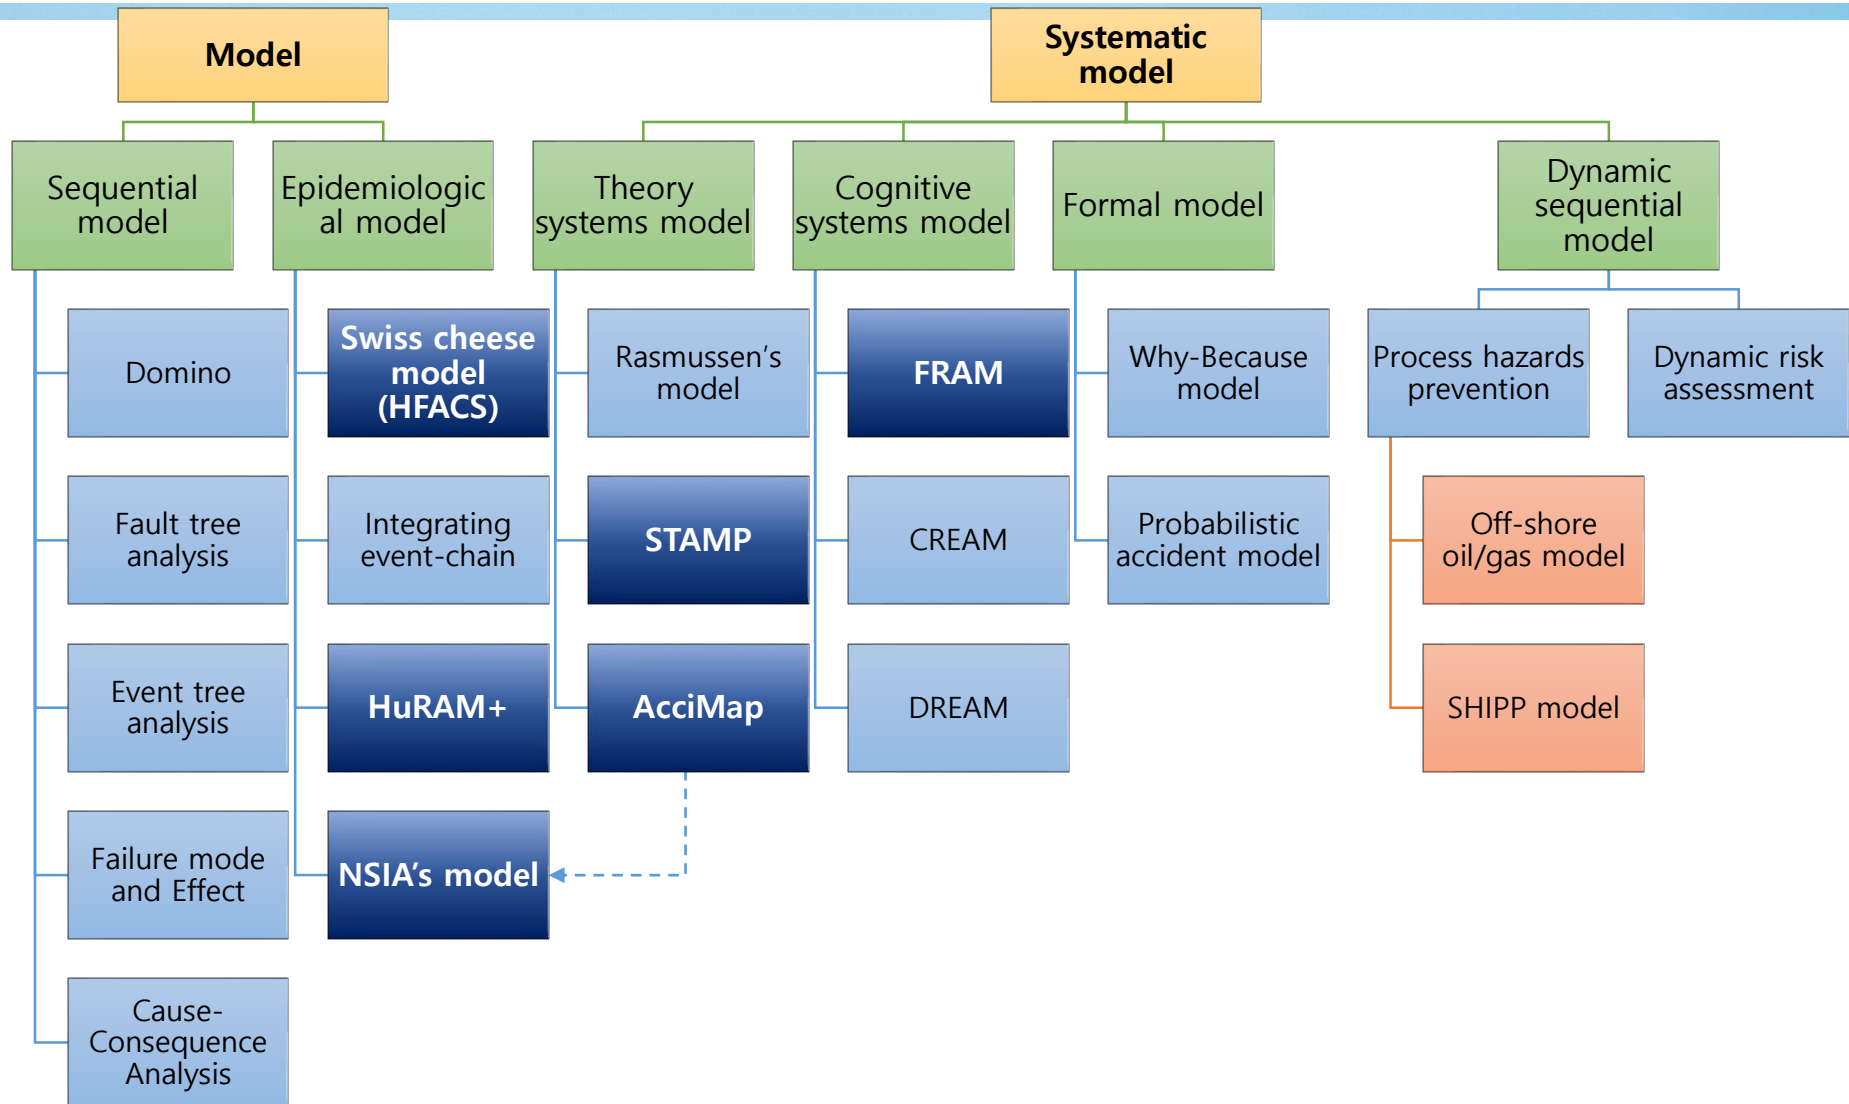 Model
Systematic
model
Sequential
model
Epidemiologic
al model
Theory
systems model
Cognitive
systems model
Formal model
Dynamic
sequential
model
Domino
Swiss cheese
model
(HFACS)
Rasmussen's
model
FRAM
Why-Because
model
Process hazards
prevention
Dynamic risk
assessment
Fault tree
analysis
Integrating
event-chain
STAMP
CREAM
Probabilistic
accident model
Off-shore
oil/gas model
Event tree
analysis
HuRAM+
AcciMap
DREAM
SHIPP model
Failure mode
and Effect
NSIA's model
Cause-
Consequence
Analysis